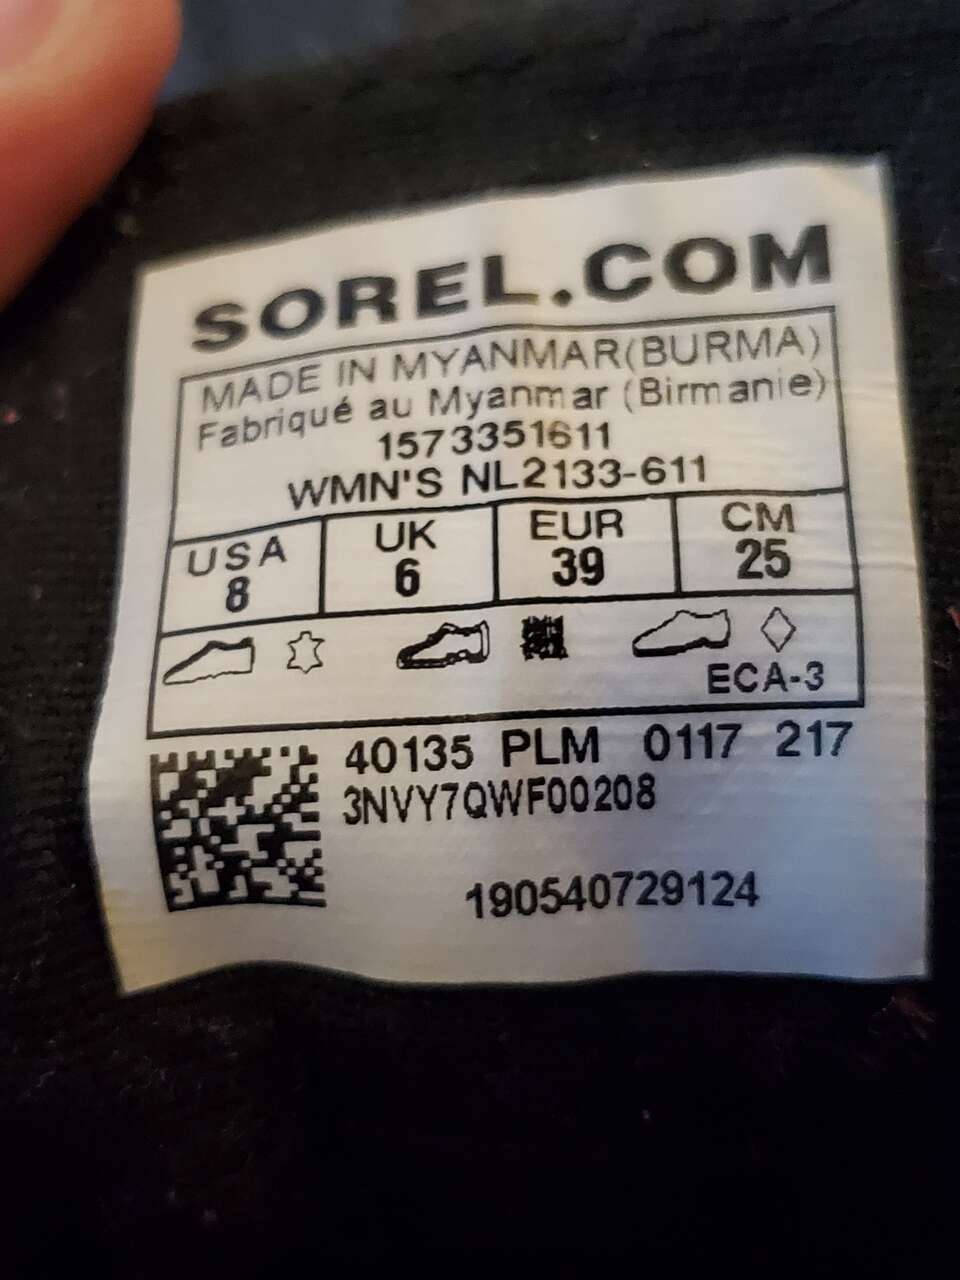 SOREL.COM
MADE IN MYANMAR(BURMA)
Fabriqué au Myanmar (Birmanie)
1573351611
WMN'S NL2133-611
USA UK EUR CM
8 6 39 25
ECA-3
40135 PLM 0117 217
3NVY7QWF00208
190540729124